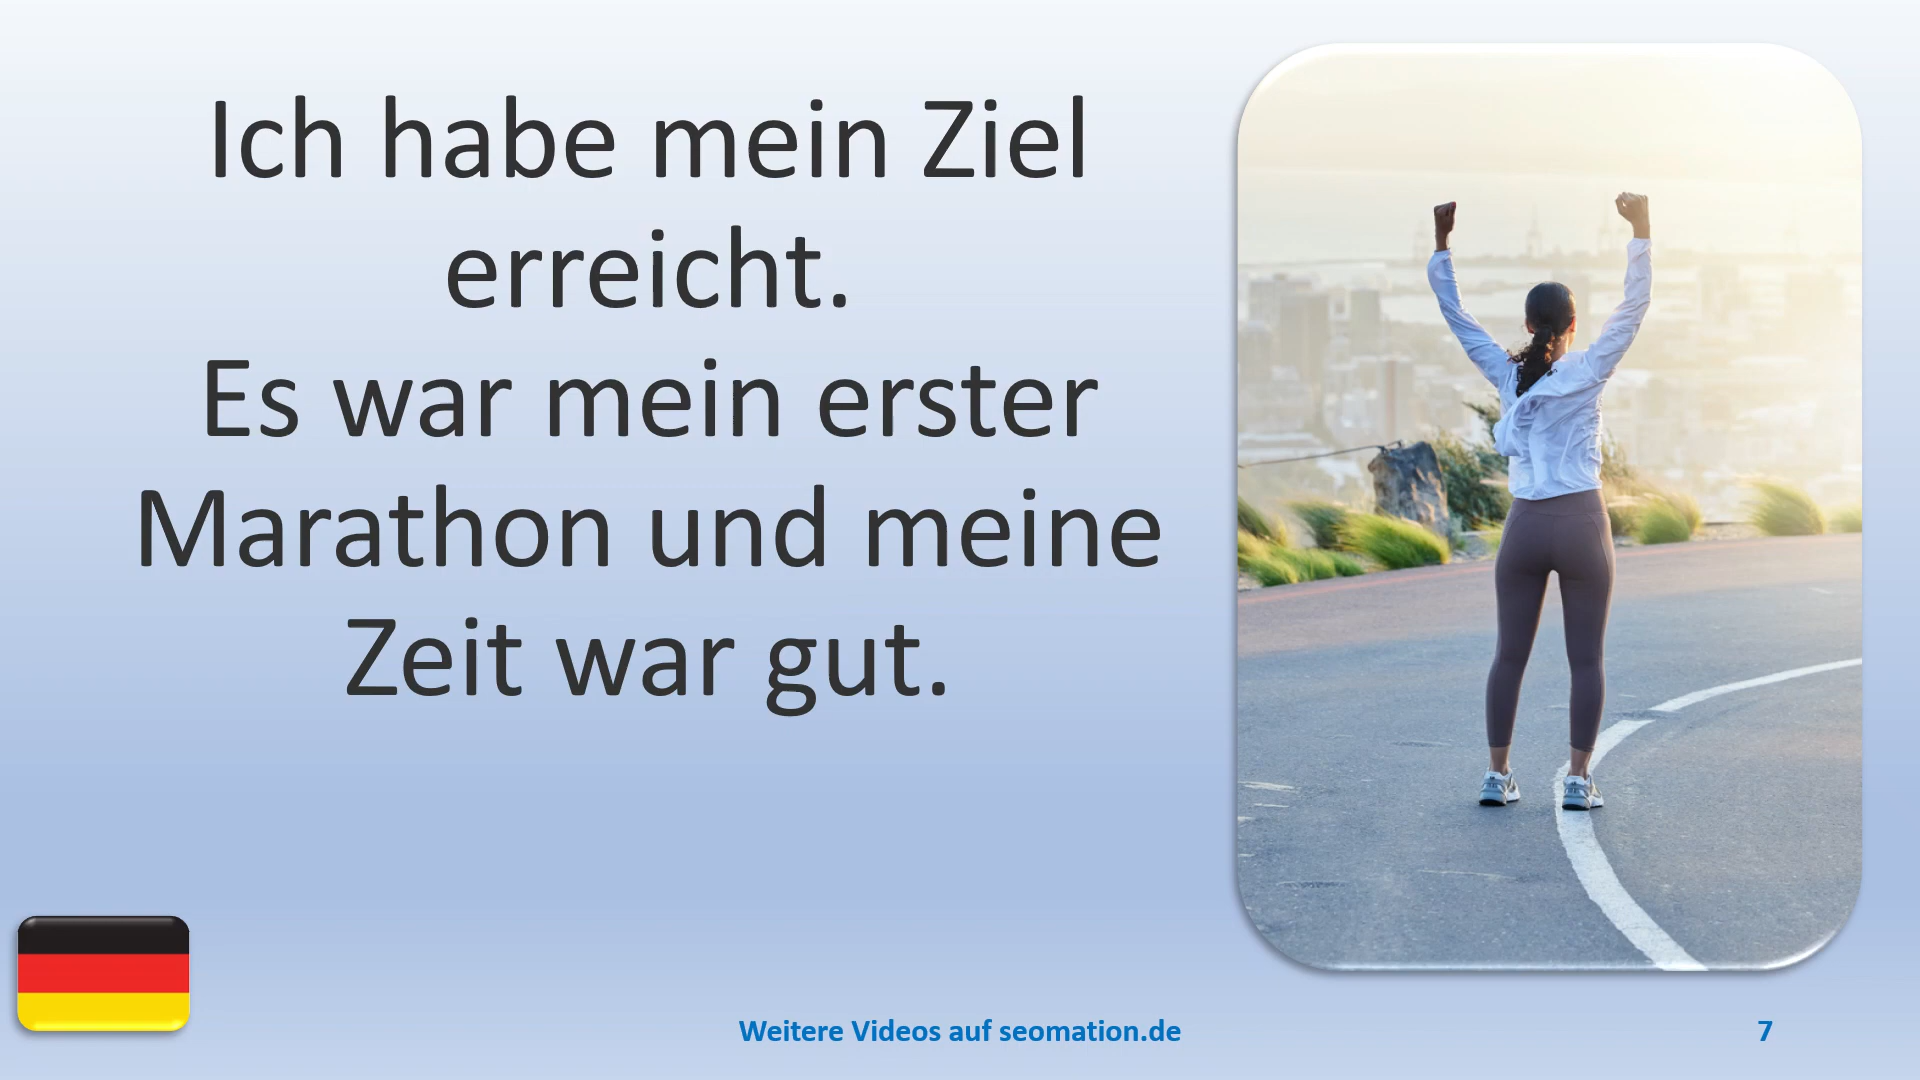 Ich habe mein Ziel
erreicht.
Es war mein erster
Marathon und meine
Zeit war gut.
Weitere Videos auf seomation.de
7